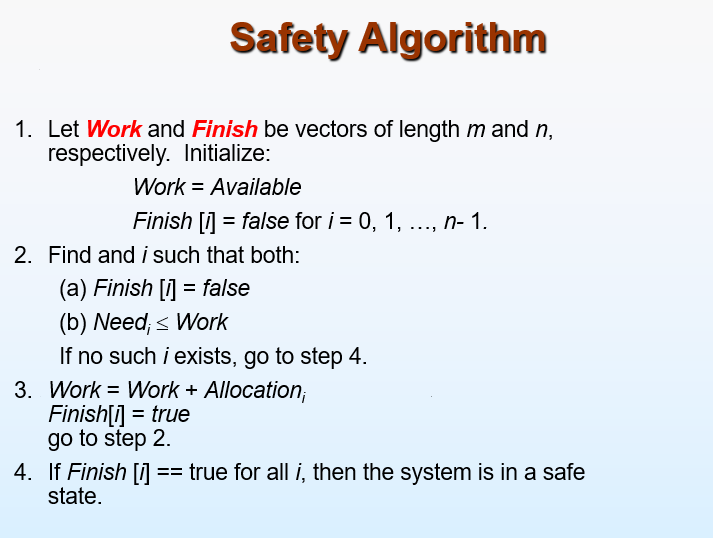 Safety Algorithm
1. Let Work and Finish be vectors of length m and n,
respectively. Initialize:
Work = Available
Finish [i] = false for i = 0, 1, …, n- 1.
2. Find and i such that both:
(a) Finish [i] = false
(b) Needi ≤ Work
If no such i exists, go to step 4.
3. Work = Work + Allocationi
Finish[i] = true
go to step 2.
4. If Finish [i] == true for all i, then the system is in a safe
state.